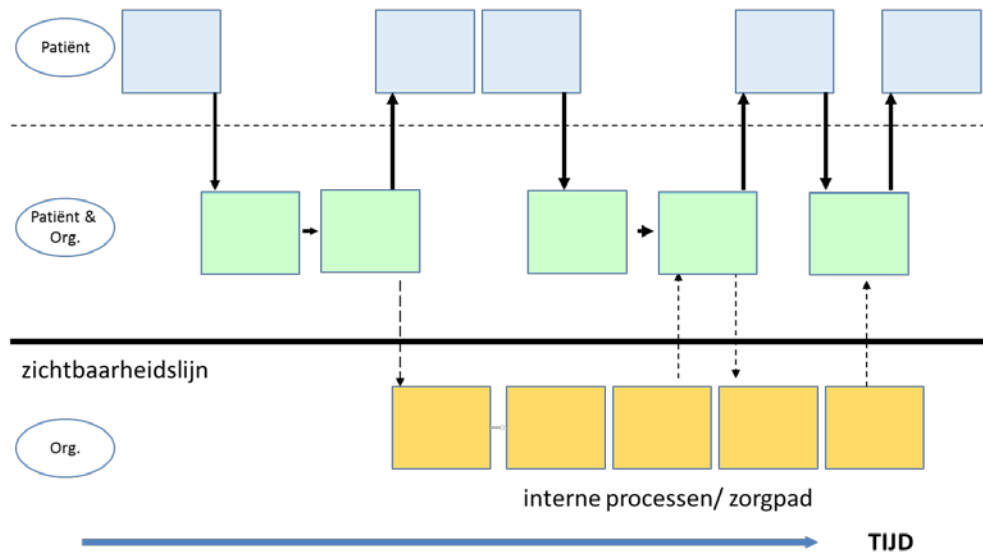 Patiënt
Patiënt &
Org.
zichtbaarheidslijn
Org.
interne processen/ zorgpad
TIJD